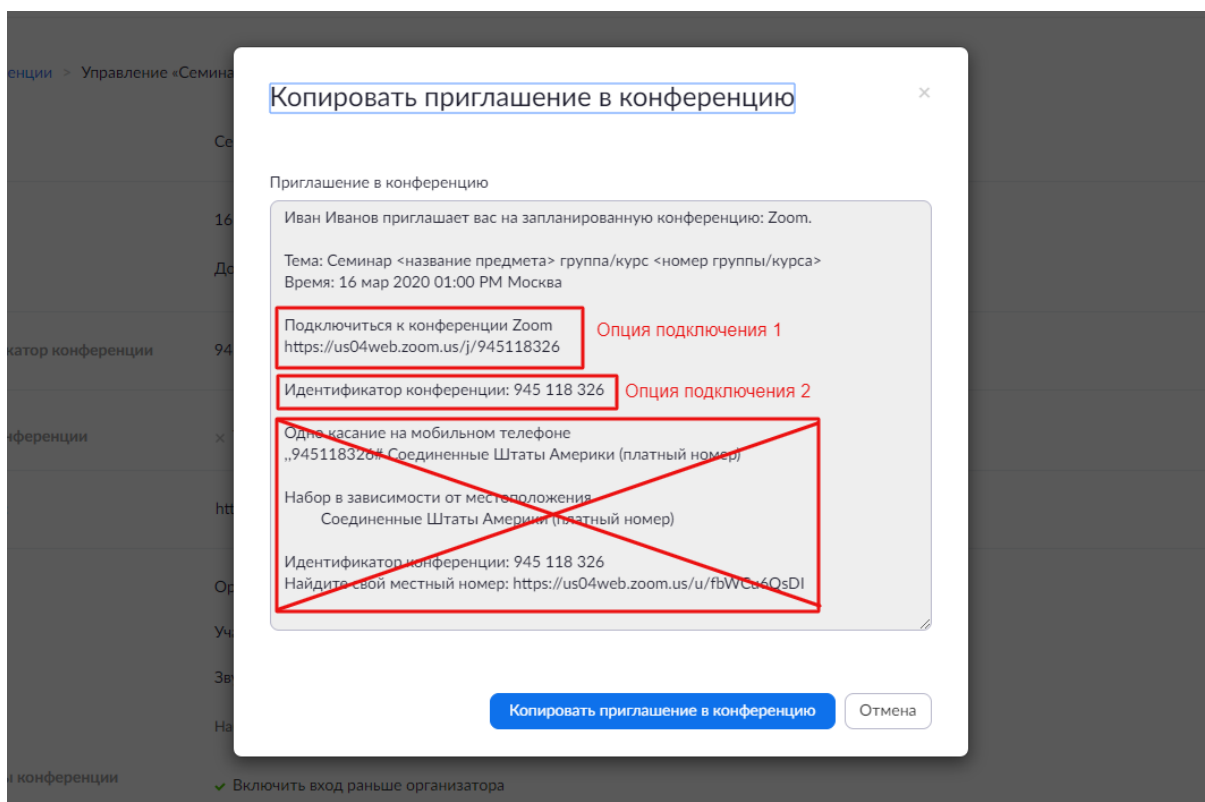 Управление «Семина
Копировать приглашение в конференцию
×
Приглашение в конференцию
Иван Иванов приглашает вас на запланированную конференцию: Zoom.
Тема: Семинар <название предмета> группа/курс <номер группы/курса>
Время: 16 мар 2020 01:00 PM Москва
Подключиться к конференции Zoom
Опция подключения 1
https://us04web.zoom.us/j/945118326
Идентификатор конференции: 945 118 326
Опция подключения 2
Одно касание на мобильном телефоне
,,945118326# Соединенные Штаты Америки (платный номер)
Набор в зависимости от местоположения
Соединенные Штаты Америки (платный номер)
Идентификатор конференции: 945 118 326
Найдите свой местный номер: https://us04web.zoom.us/u/fbWCu6QsDI
Копировать приглашение в конференцию
Отмена
16
94
катор конференции
нференции
htt
ы конференции
Включить вход раньше организатора